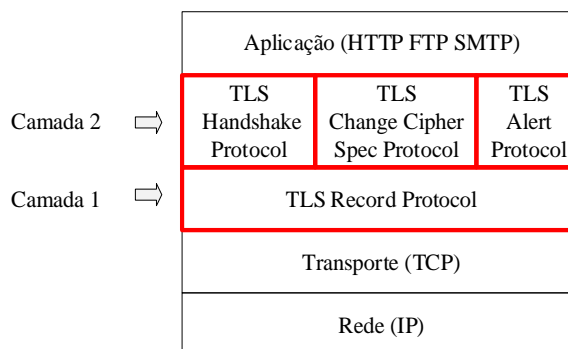 Aplicação (HTTP FTP SMTP)
Camada 2
TLS
Handshake
Protocol
TLS
Change Cipher
Spec Protocol
TLS
Alert
Protocol
Camada 1
TLS Record Protocol
Transporte (TCP)
Rede (IP)